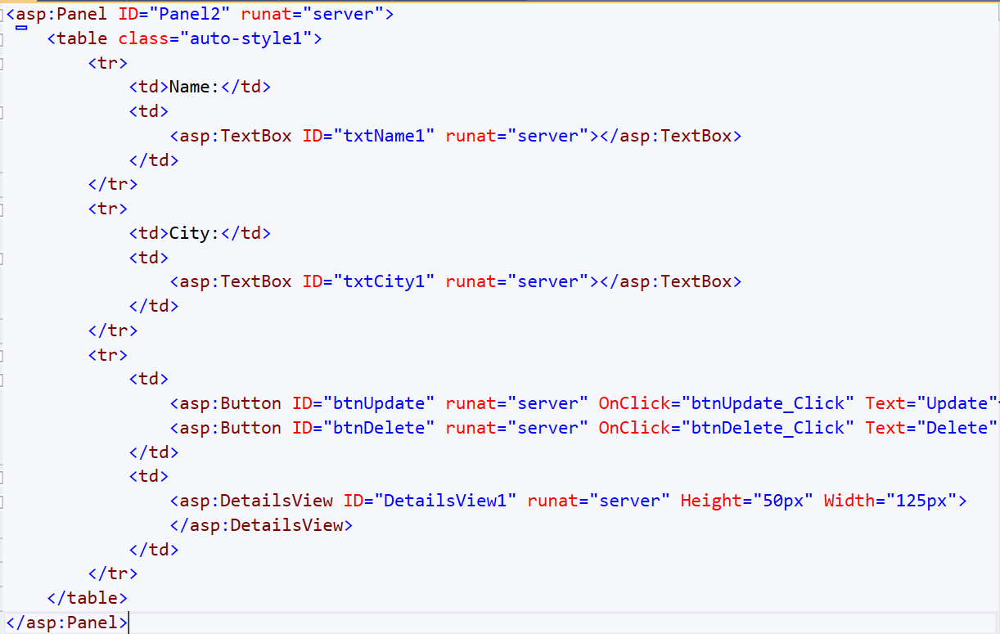 <asp:Panel ID="Panel2" runat="server">
    <table class="auto-style1">
        <tr>
            <td>Name:</td>
            <td>
                <asp:TextBox ID="txtName1" runat="server"></asp:TextBox>
            </td>
        </tr>
        <tr>
            <td>City:</td>
            <td>
                <asp:TextBox ID="txtCity1" runat="server"></asp:TextBox>
            </td>
        </tr>
        <tr>
            <td>
                <asp:Button ID="btnUpdate" runat="server" OnClick="btnUpdate_Click" Text="Update"
                <asp:Button ID="btnDelete" runat="server" OnClick="btnDelete_Click" Text="Delete"
            </td>
            <td>
                <asp:DetailsView ID="DetailsView1" runat="server" Height="50px" Width="125px">
                </asp:DetailsView>
            </td>
        </tr>
    </table>
</asp:Panel>